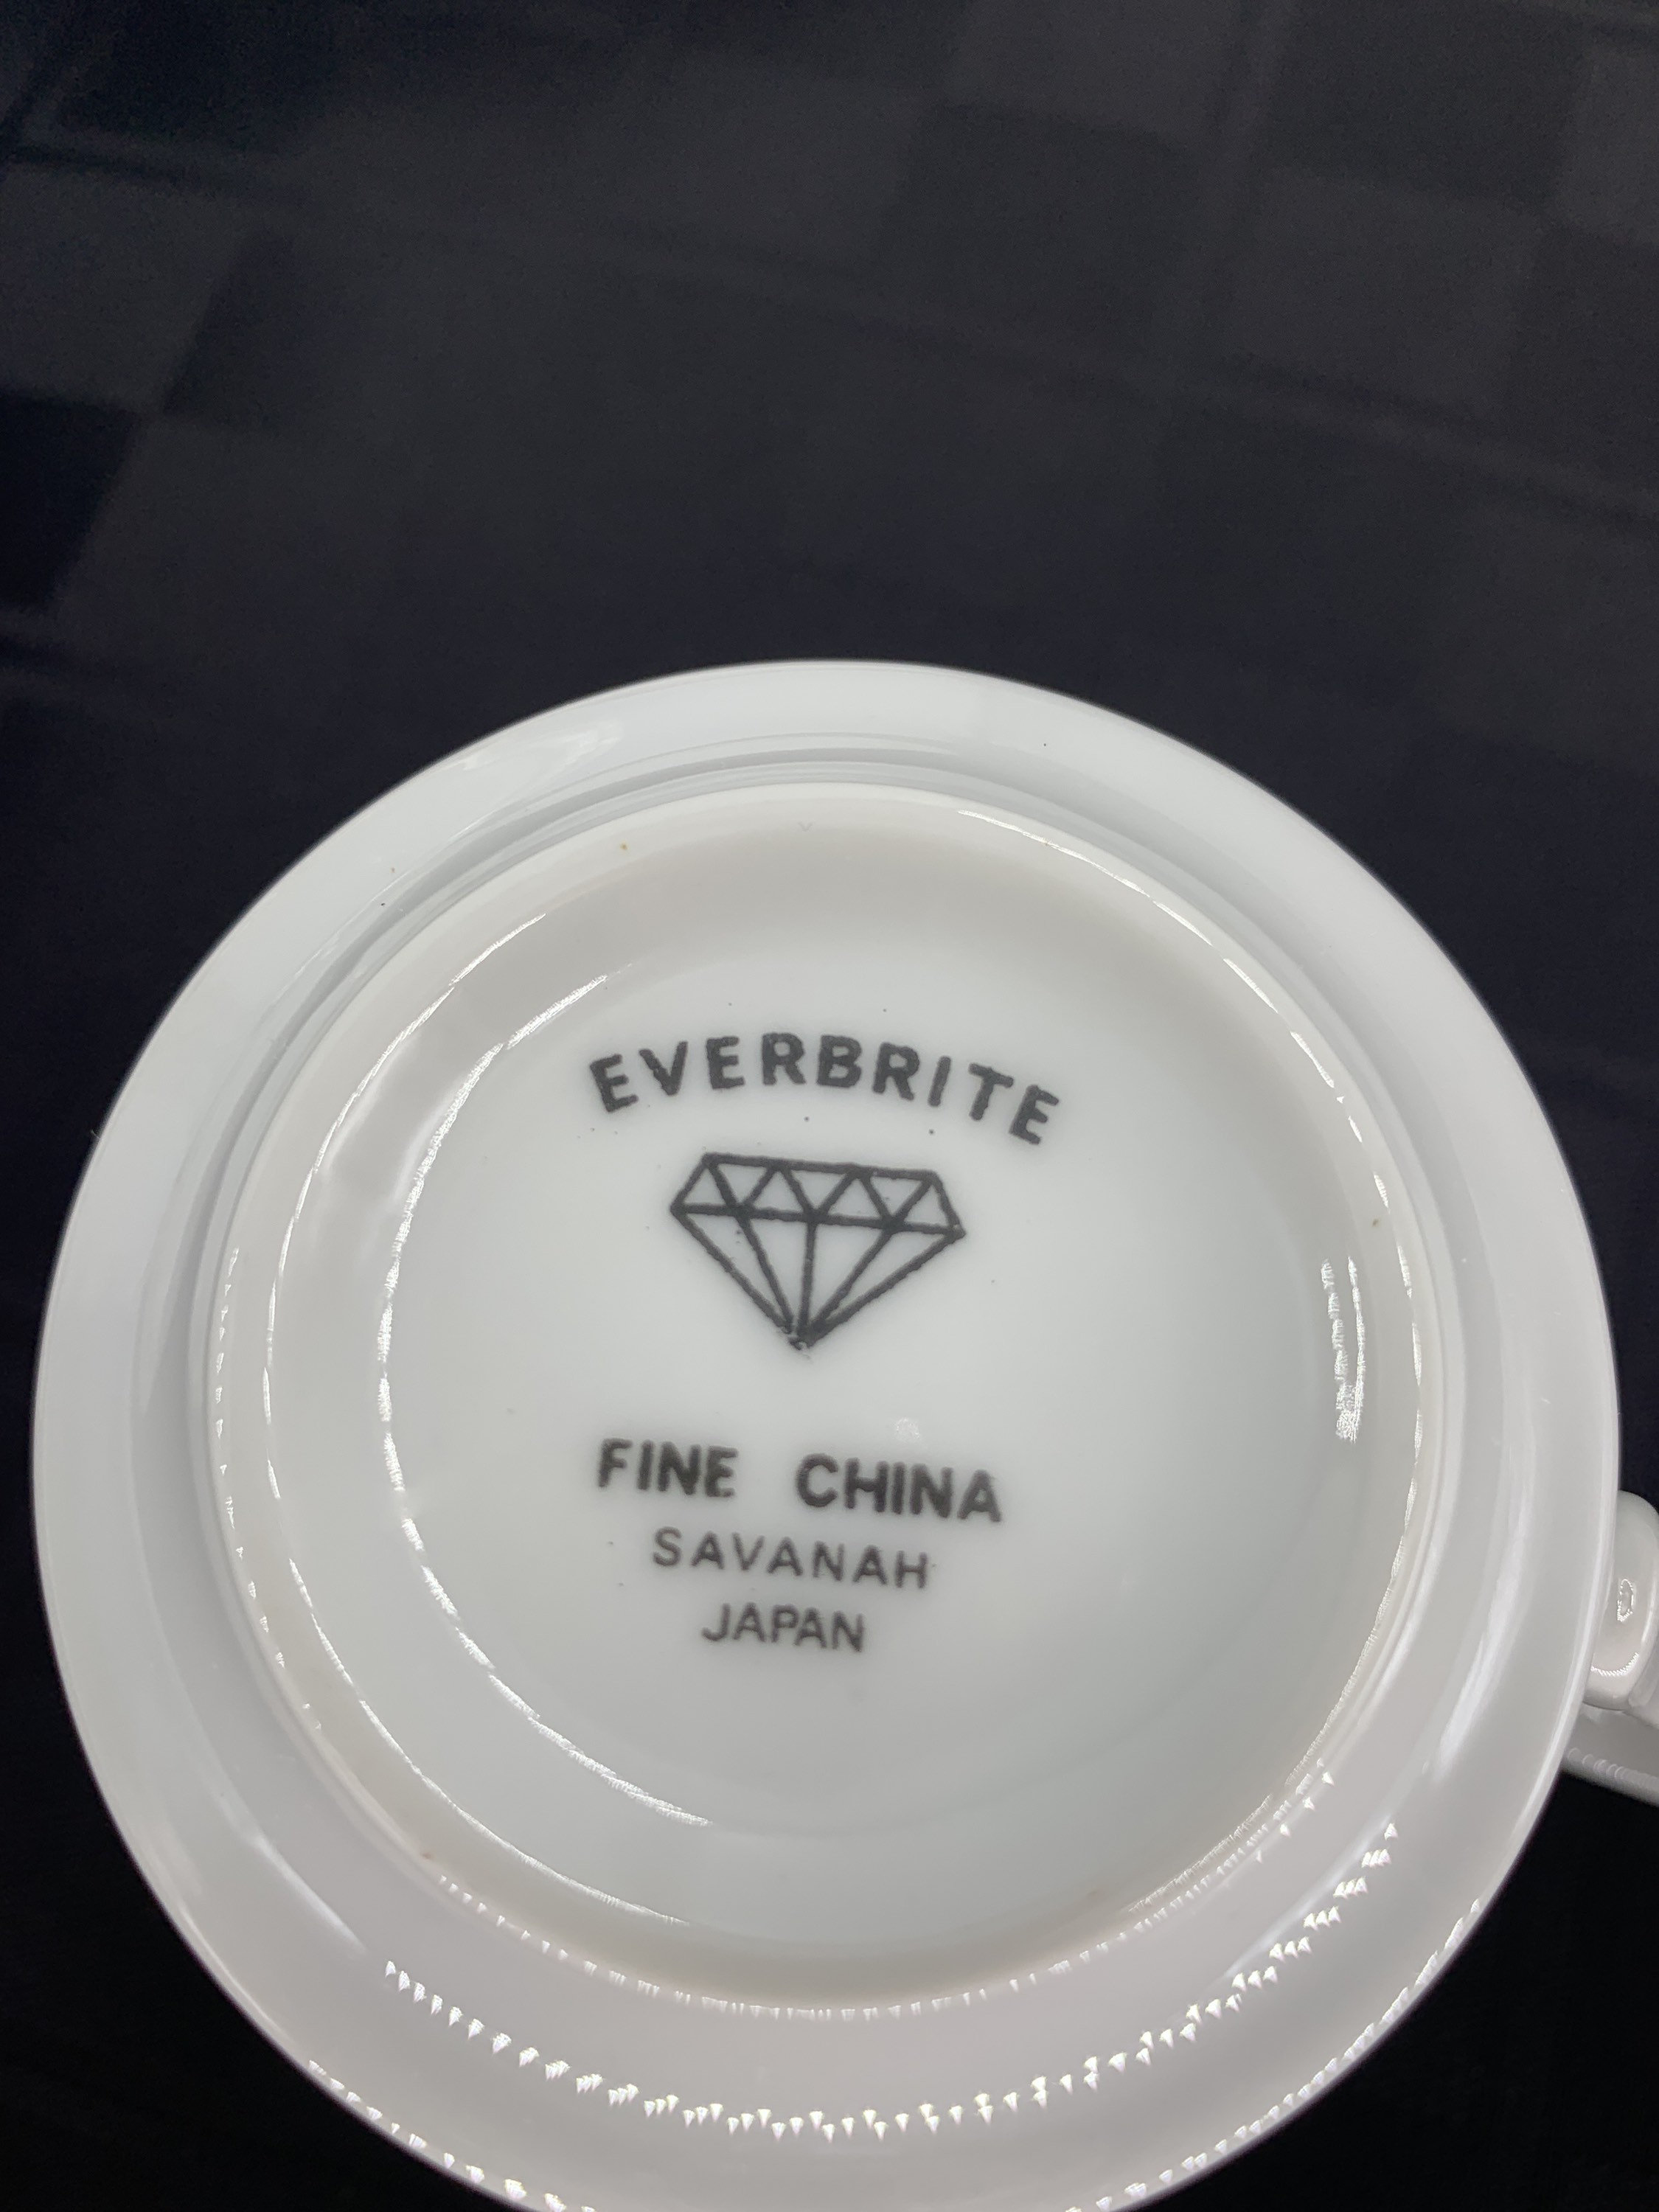 EVERBRITE
FINE CHINA
SAVANAH
JAPAN